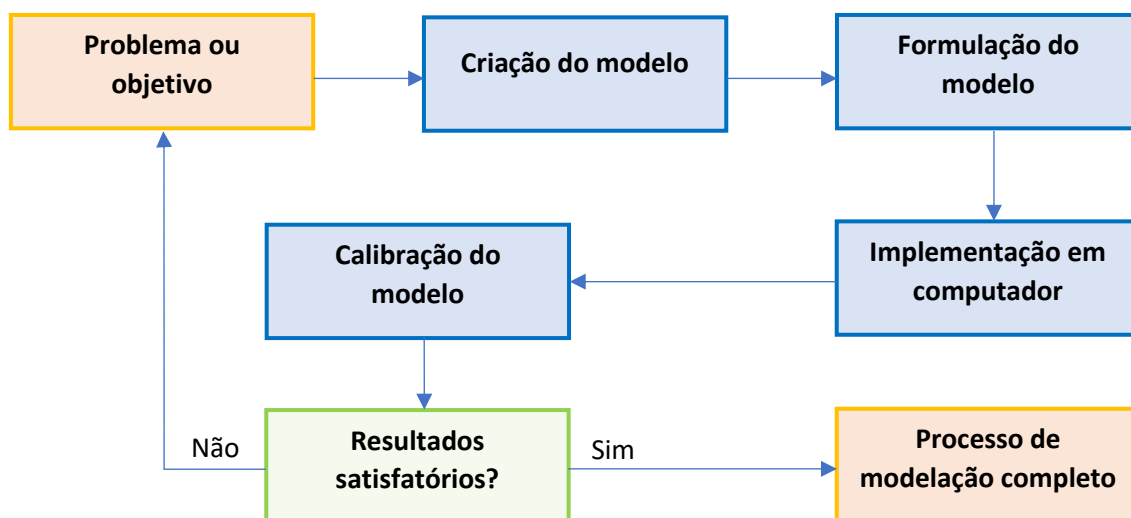 Problema ou
objetivo
Criação do modelo
Formulação do
modelo
Implementação em
computador
Calibração do
modelo
Resultados
satisfatórios?
Não
Sim
Processo de
modelação completo